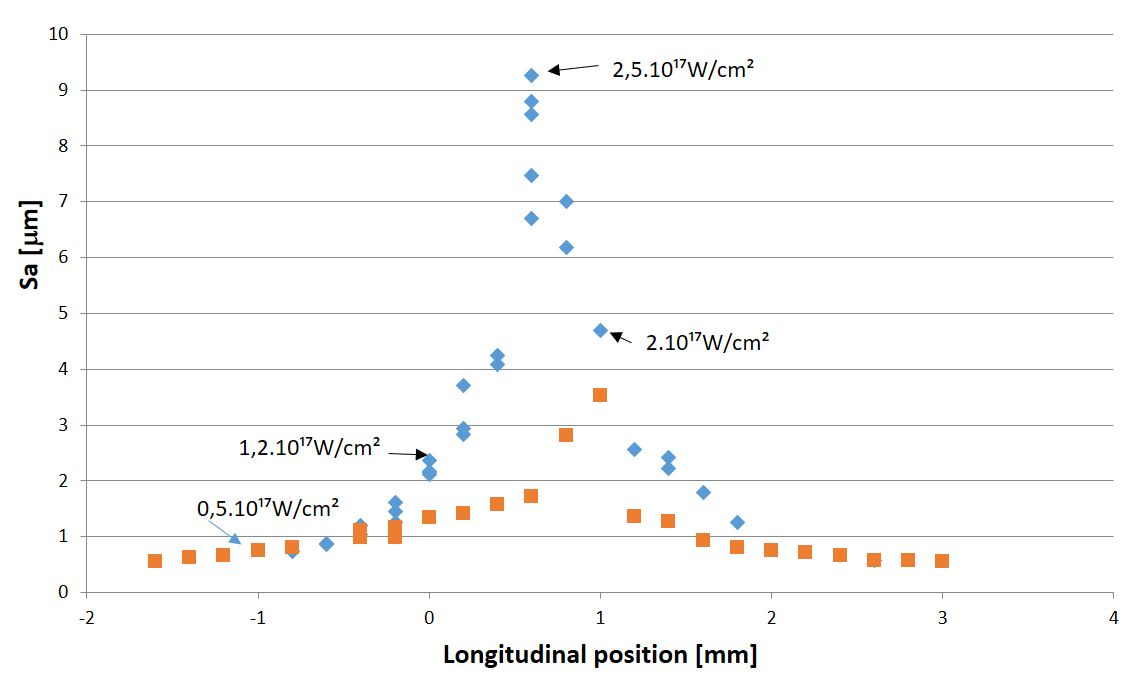 10
9
8
7
6
5
4
3
2
1
0
Sa [µm]
2,5.10¹⁷W/cm²
2.10¹⁷W/cm²
1,2.10¹⁷W/cm²
0,5.10¹⁷W/cm²
-2 -1 0 1 2 3 4
Longitudinal position [mm]